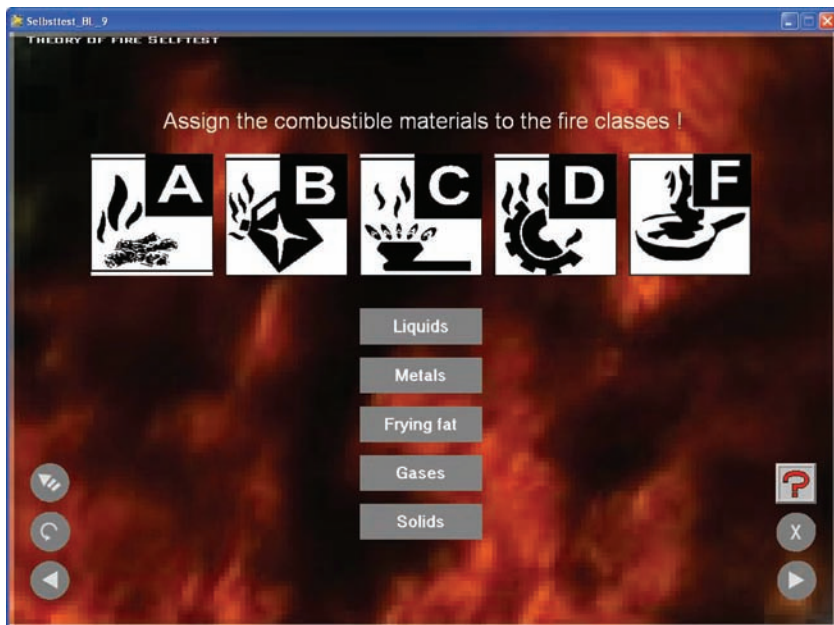 Selbsttest_BL_9
THEORY OF FIRE SELFTEST
Assign the combustible materials to the fire classes !
A B C D F
Liquids
Metals
Frying fat
Gases
Solids
?
X